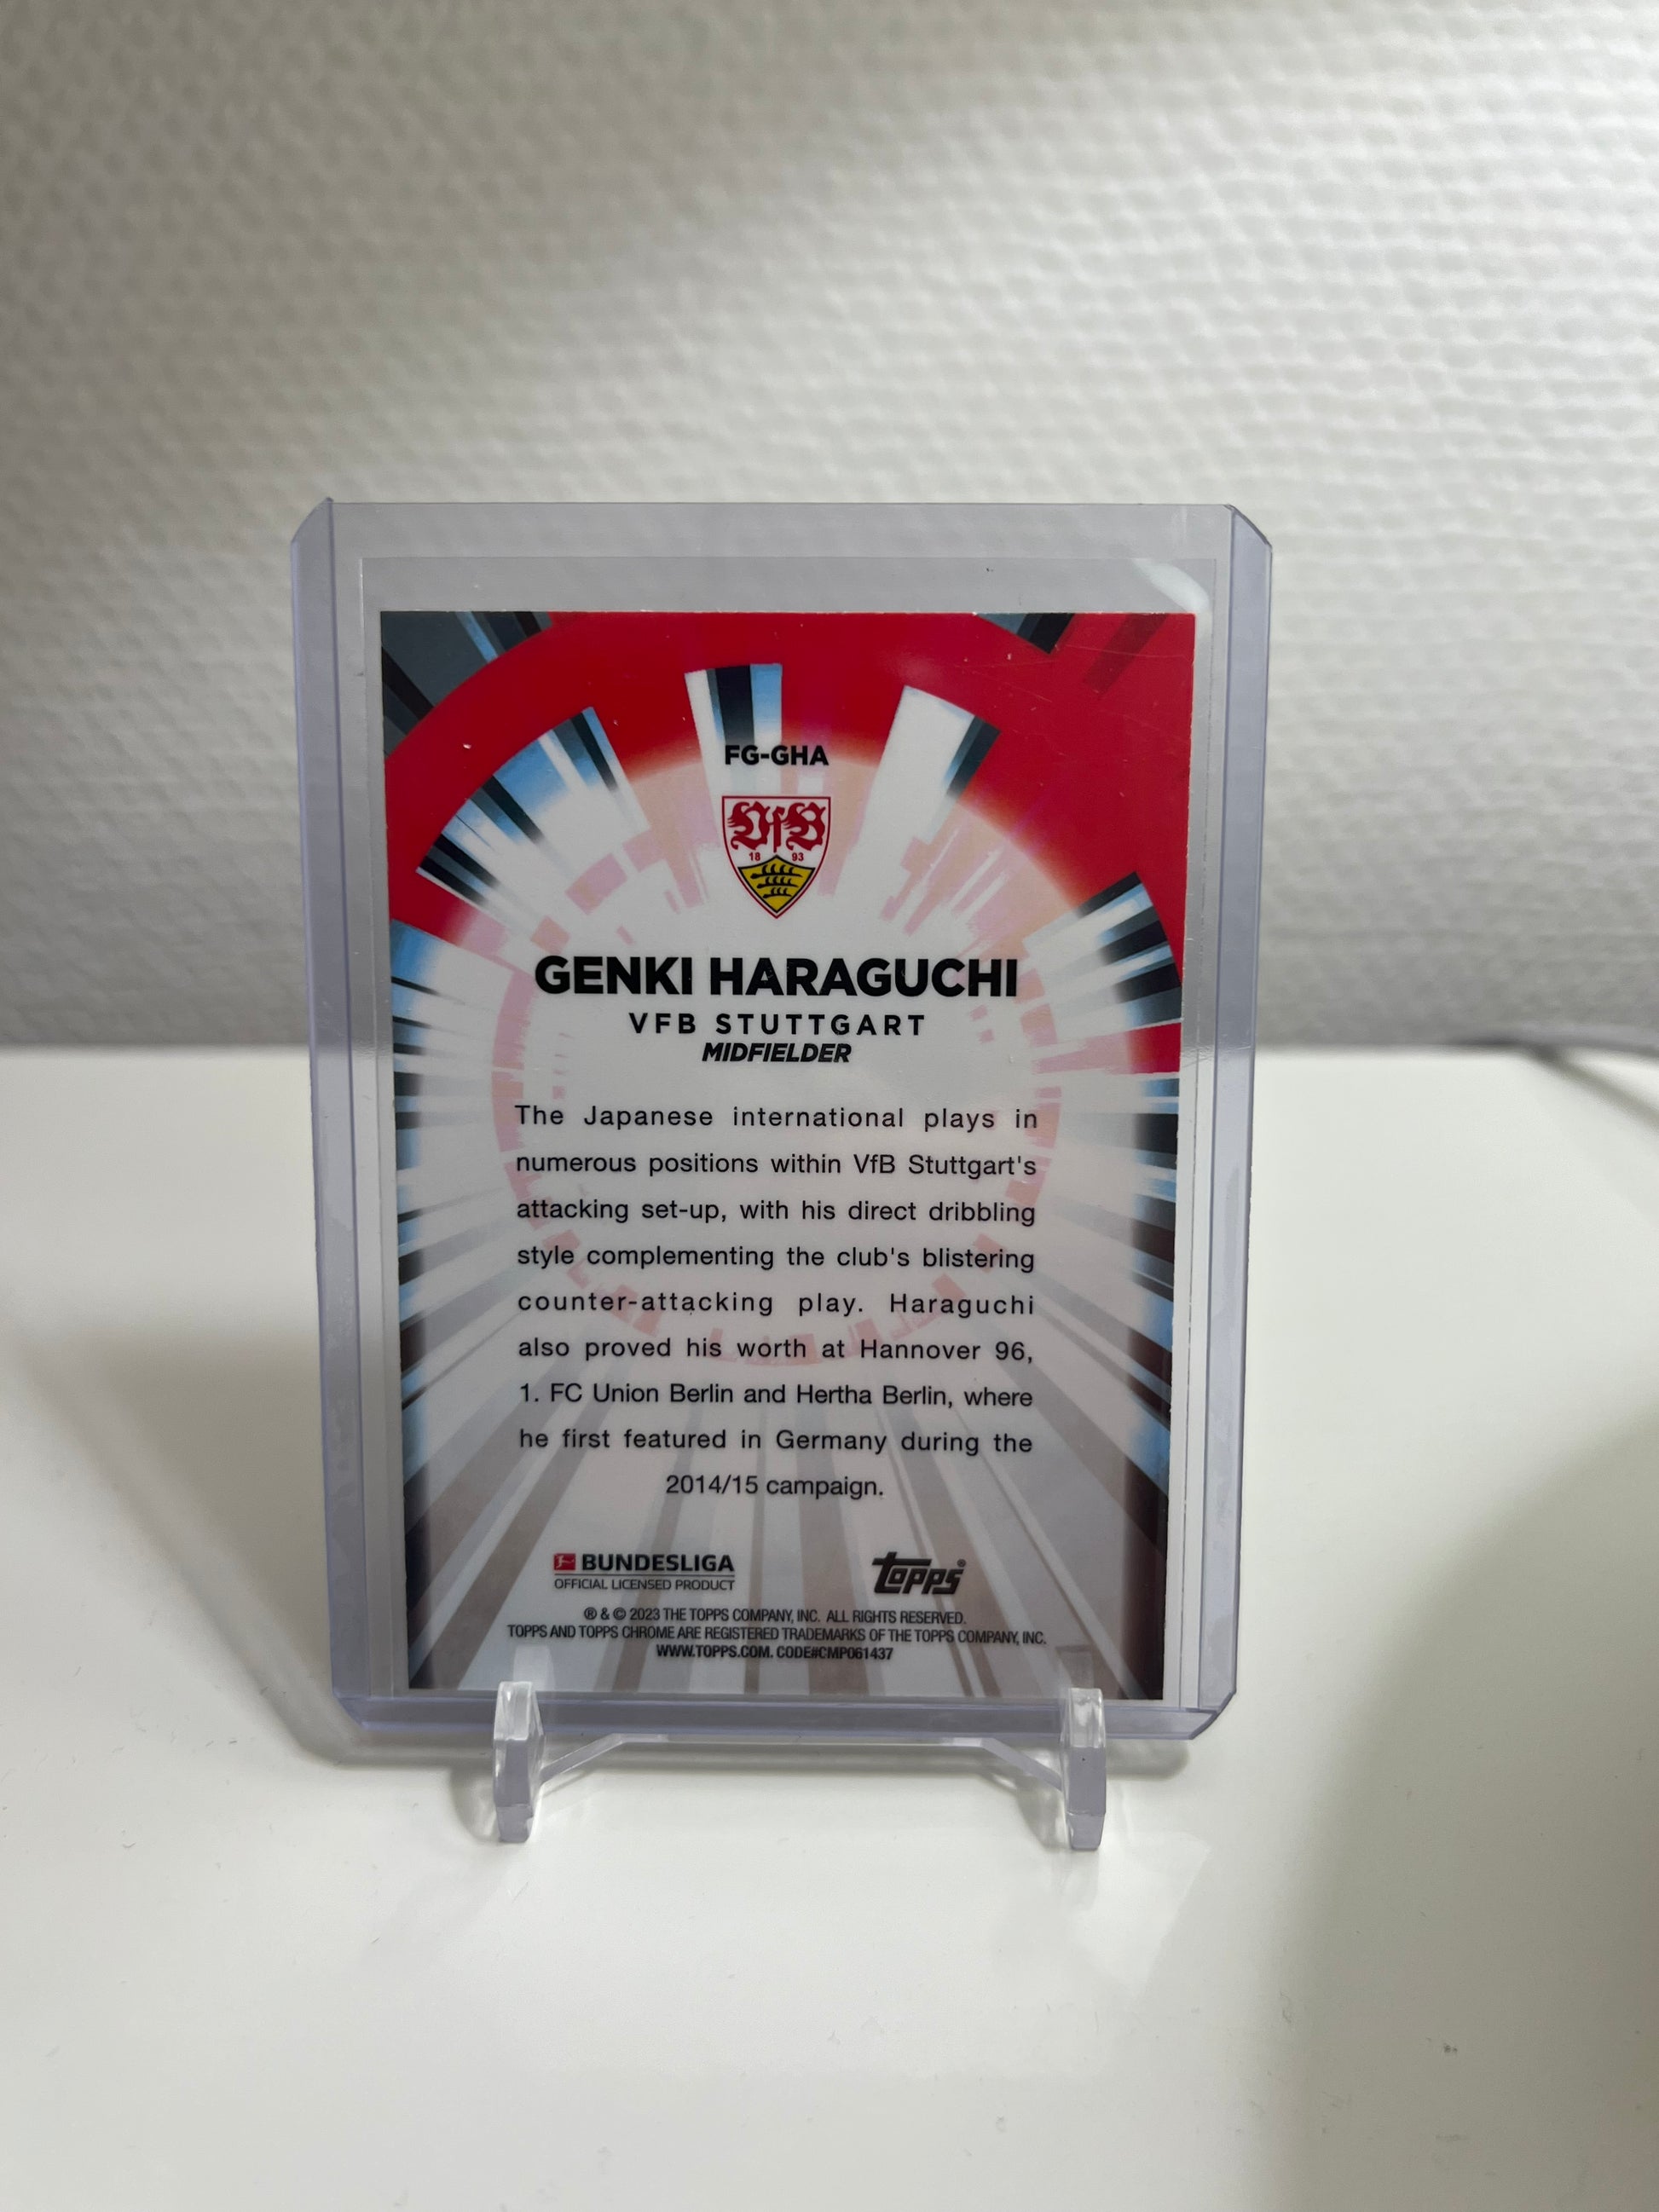 FG-GHA
VfB
18 93
GENKI HARAGUCHI
VFB STUTTGART
MIDFIELDER
The Japanese international plays in
numerous positions within VfB Stuttgart's
attacking set-up, with his direct dribbling
style complementing the club's blistering
counter-attacking play. Haraguchi
also proved his worth at Hannover 96,
1. FC Union Berlin and Hertha Berlin, where
he first featured in Germany during the
2014/15 campaign.
BUNDESLIGA
OFFICIAL LICENSED PRODUCT
topps®
® & © 2023 THE TOPPS COMPANY, INC. ALL RIGHTS RESERVED.
TOPPS AND TOPPS CHROME ARE REGISTERED TRADEMARKS OF THE TOPPS COMPANY, INC.
WWW.TOPPS.COM. CODE#CMP061437